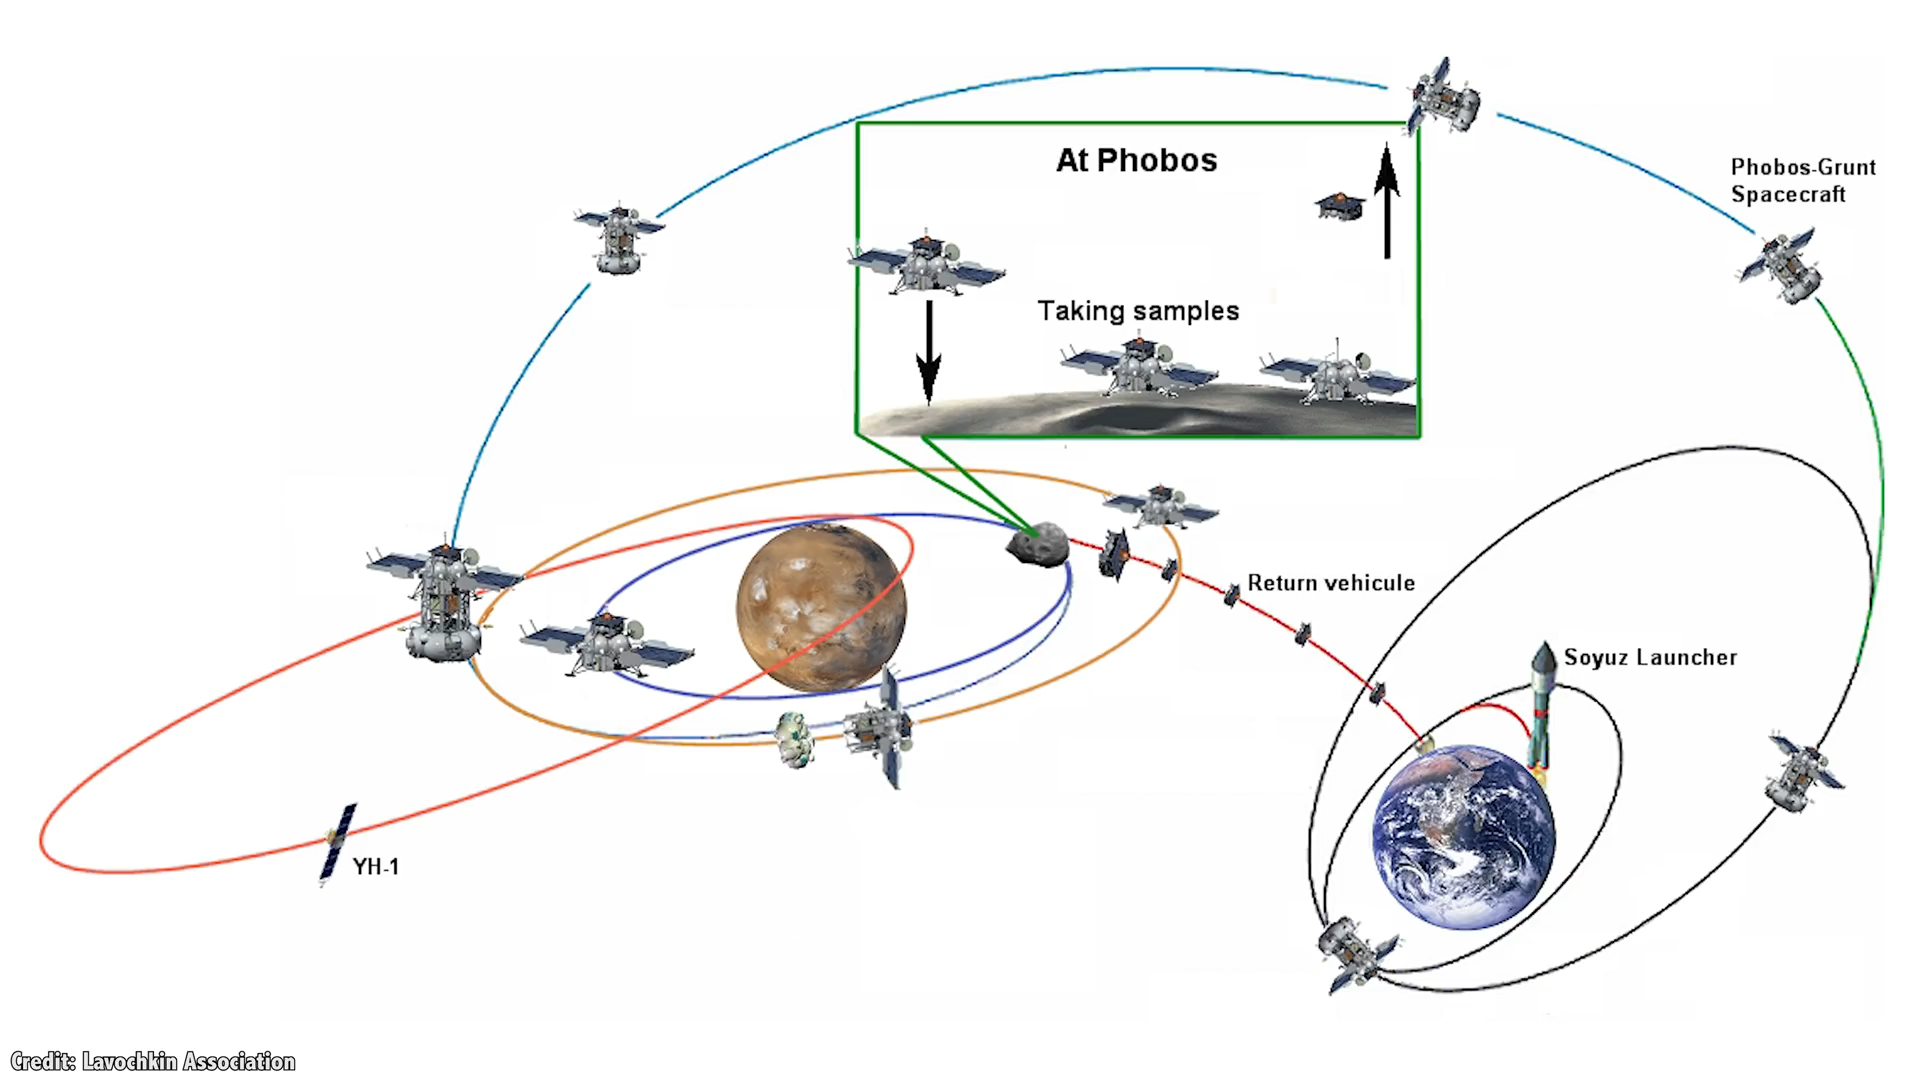 At Phobos
Phobos-Grunt
Spacecraft
Taking samples
Return vehicule
Soyuz Launcher
YH-1
Credit: Lavochkin Association